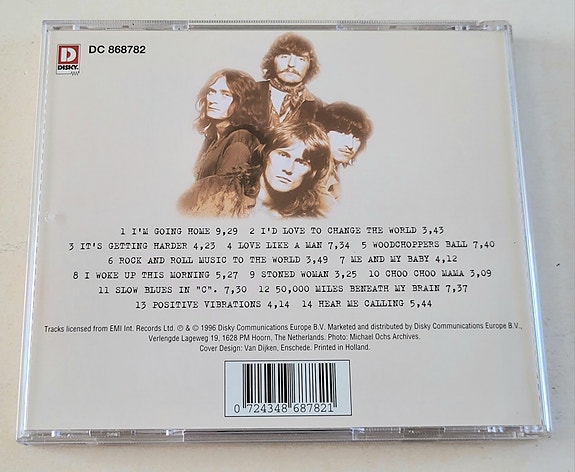 DISKY
DC 868782
1 I'M GOING HOME 9,29 2 I'D LOVE TO CHANGE THE WORLD 3,43
3 IT'S GETTING HARDER 4,23 4 LOVE LIKE A MAN 7,34 5 WOODCHOPPERS BALL 7,40
6 ROCK AND ROLL MUSIC TO THE WORLD 3,49 7 ME AND MY BABY 4,12
8 I WOKE UP THIS MORNING 5,27 9 STONED WOMAN 3,25 10 CHOO CHOO MAMA 3,09
11 SLOW BLUES IN "C". 7,30 12 50,000 MILES BENEATH MY BRAIN 7,37
13 POSITIVE VIBRATIONS 4,14 14 HEAR ME CALLING 5,44
Tracks licensed from EMI Int. Records Ltd. ℗ & © 1996 Disky Communications Europe B.V. Marketed and distributed by Disky Communications Europe B.V.,
Verlengde Lageweg 19, 1628 PM Hoorn, The Netherlands. Photo: Michael Ochs Archives.
Cover Design: Van Dijken, Enschede. Printed in Holland.
0 724348 687821